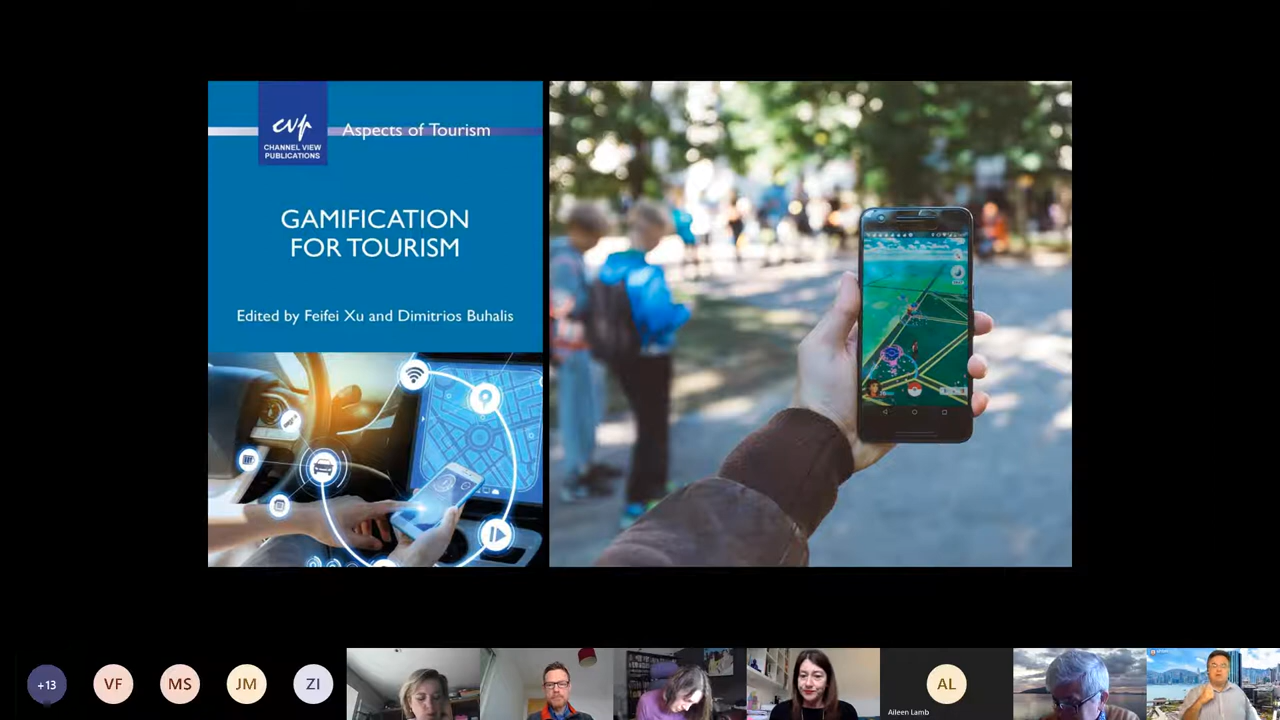 cvp
CHANNEL VIEW
PUBLICATIONS
Aspects of Tourism
GAMIFICATION
FOR TOURISM
Edited by Feifei Xu and Dimitrios Buhalis
+13
VF
MS
JM
ZI
AL
Aileen Lamb